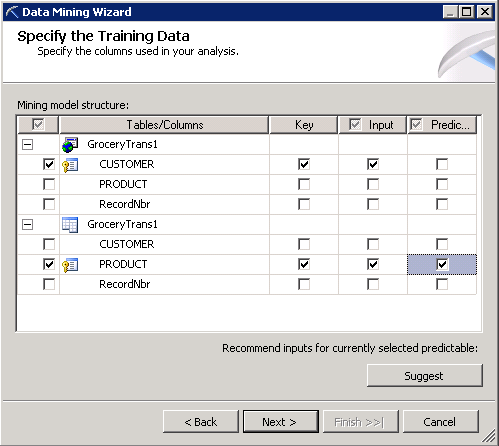 Data Mining Wizard
Specify the Training Data
Specify the columns used in your analysis.
Mining model structure:
Tables/Columns Key Input Predic...
GroceryTrans1
CUSTOMER
PRODUCT
RecordNbr
GroceryTrans1
CUSTOMER
PRODUCT
RecordNbr
Recommend inputs for currently selected predictable:
Suggest
< Back Next > Finish >>| Cancel